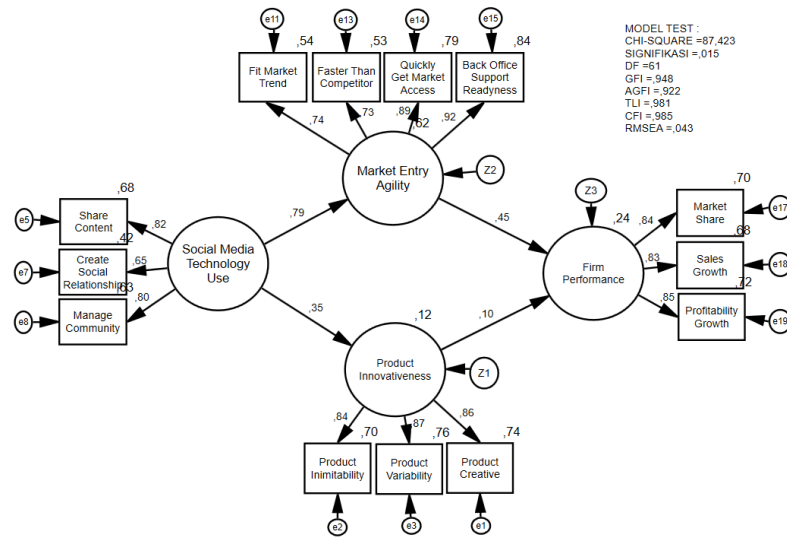 e11
e13
e14
e15
,54
,53
,79
,84
Fit Market
Trend
Faster Than
Competitor
Quickly
Get Market
Access
Back Office
Support
Readyness
MODEL TEST :
CHI-SQUARE =87,423
SIGNIFIKASI =,015
DF =61
GFI =,948
AGFI =,922
TLI =,981
CFI =,985
RMSEA =,043
,74
,73
,89
,92
,62
Market Entry
Agility
Z2
Z3
,68
e5
Share
Content
,82
,42
e7
Create
Social
Relationship
,65
,63
e8
Manage
Community
,80
Social Media
Technology
Use
,79
,35
,45
,10
,24
Firm
Performance
,70
,84
Market
Share
e17
,68
,83
Sales
Growth
e18
,72
,85
Profitability
Growth
e19
,12
Product
Innovativeness
Z1
,84
,87
,86
,70
,76
,74
Product
Inimitability
Product
Variability
Product
Creative
e2
e3
e1